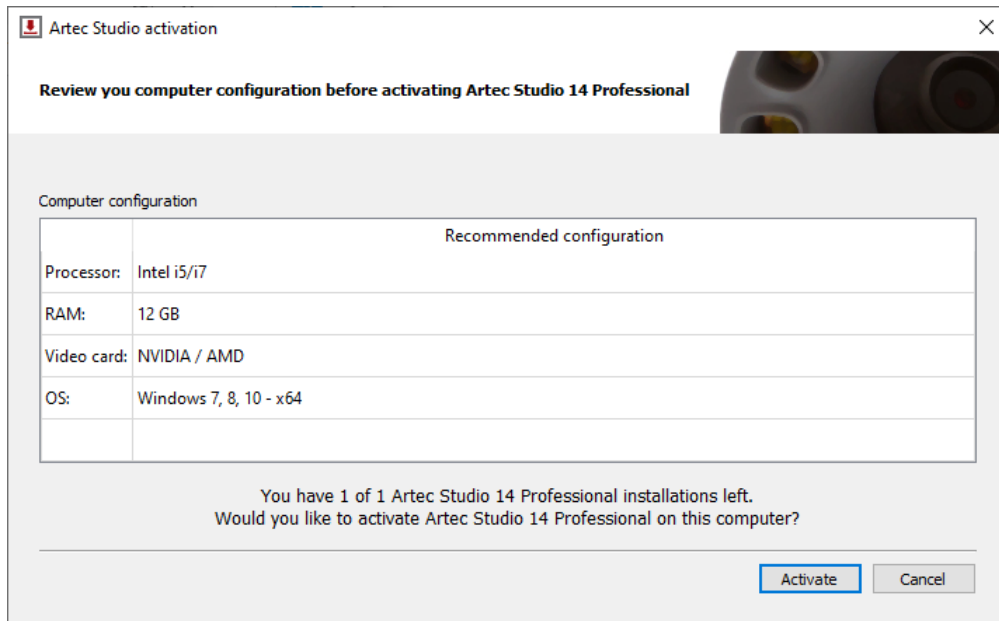 Artec Studio activation
Review you computer configuration before activating Artec Studio 14 Professional
Computer configuration
Recommended configuration
Processor: Intel i5/i7
RAM: 12 GB
Video card: NVIDIA / AMD
OS: Windows 7, 8, 10 - x64
You have 1 of 1 Artec Studio 14 Professional installations left.
Would you like to activate Artec Studio 14 Professional on this computer?
Activate Cancel